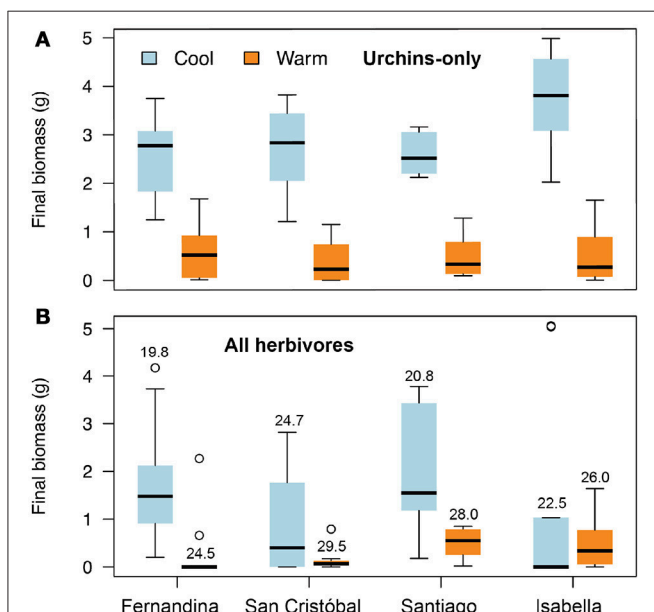 A
Cool Warm Urchins-only
Final biomass (g)
5
4
3
2
1
0
B
All herbivores
Final biomass (g)
5
4
3
2
1
0
19.8
24.5
24.7
29.5
20.8
28.0
22.5
26.0
Fernandina San Cristóbal Santiago Isabella